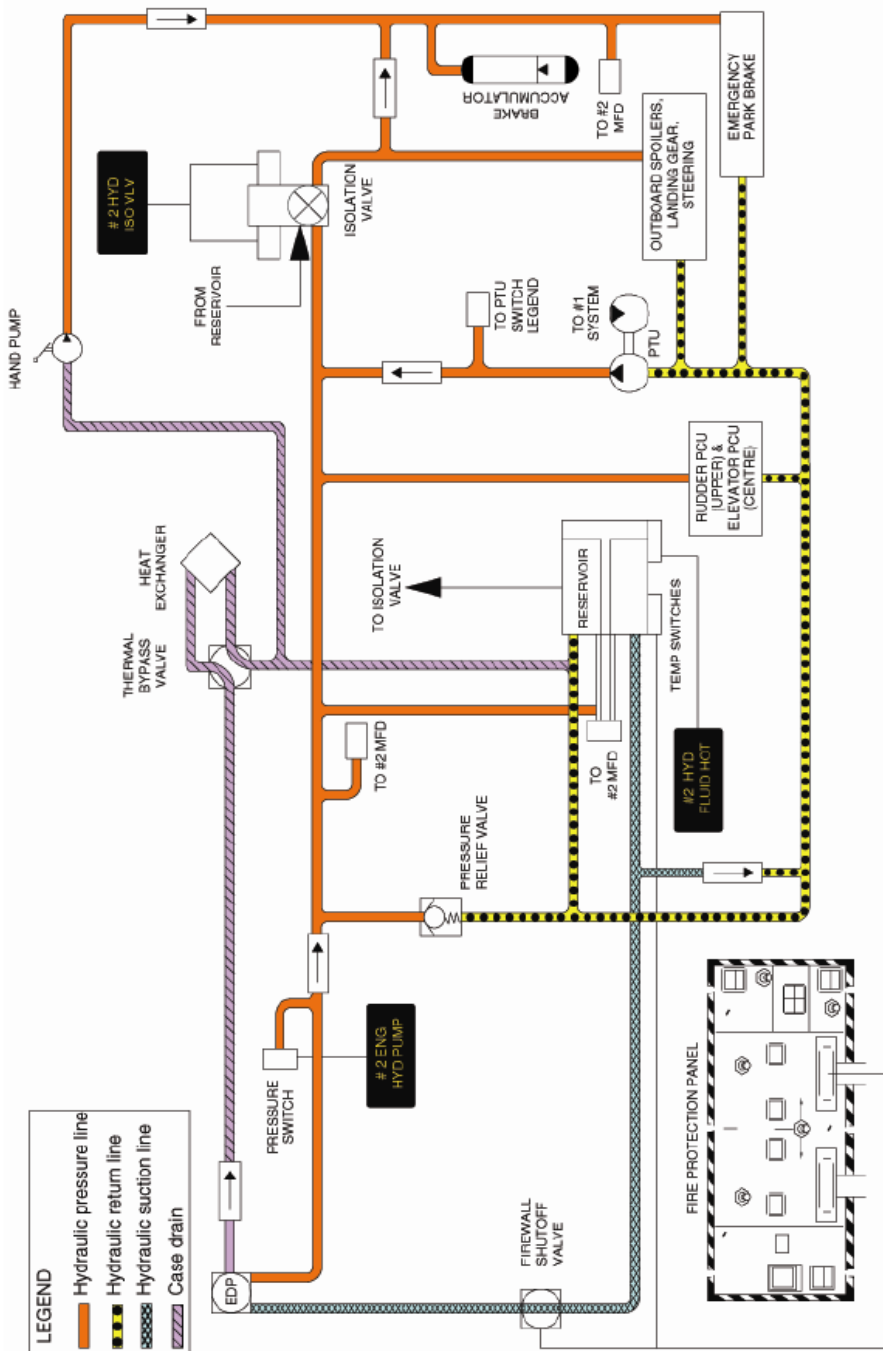 LEGEND
Hydraulic pressure line
Hydraulic return line
Hydraulic suction line
Case drain
EDP
PRESSURE
SWITCH
# 2 ENG
HYD PUMP
FIREWALL
SHUTOFF
VALVE
FIRE PROTECTION PANEL
PRESSURE
RELIEF VALVE
TO #2 MFD
THERMAL
BYPASS
VALVE
HEAT
EXCHANGER
TO
#2 MFD
#2 HYD
FLUID HOT
TEMP SWITCHES
RESERVOIR
TO ISOLATION
VALVE
RUDDER PCU
(UPPER) &
ELEVATOR PCU
(CENTRE)
HAND PUMP
# 2 HYD
ISO VLV
FROM
RESERVOIR
ISOLATION
VALVE
TO PTU
SWITCH
LEGEND
TO #1
SYSTEM
PTU
OUTBOARD SPOILERS,
LANDING GEAR,
STEERING
BRAKE
ACCUMULATOR
TO #2
MFD
EMERGENCY
PARK BRAKE